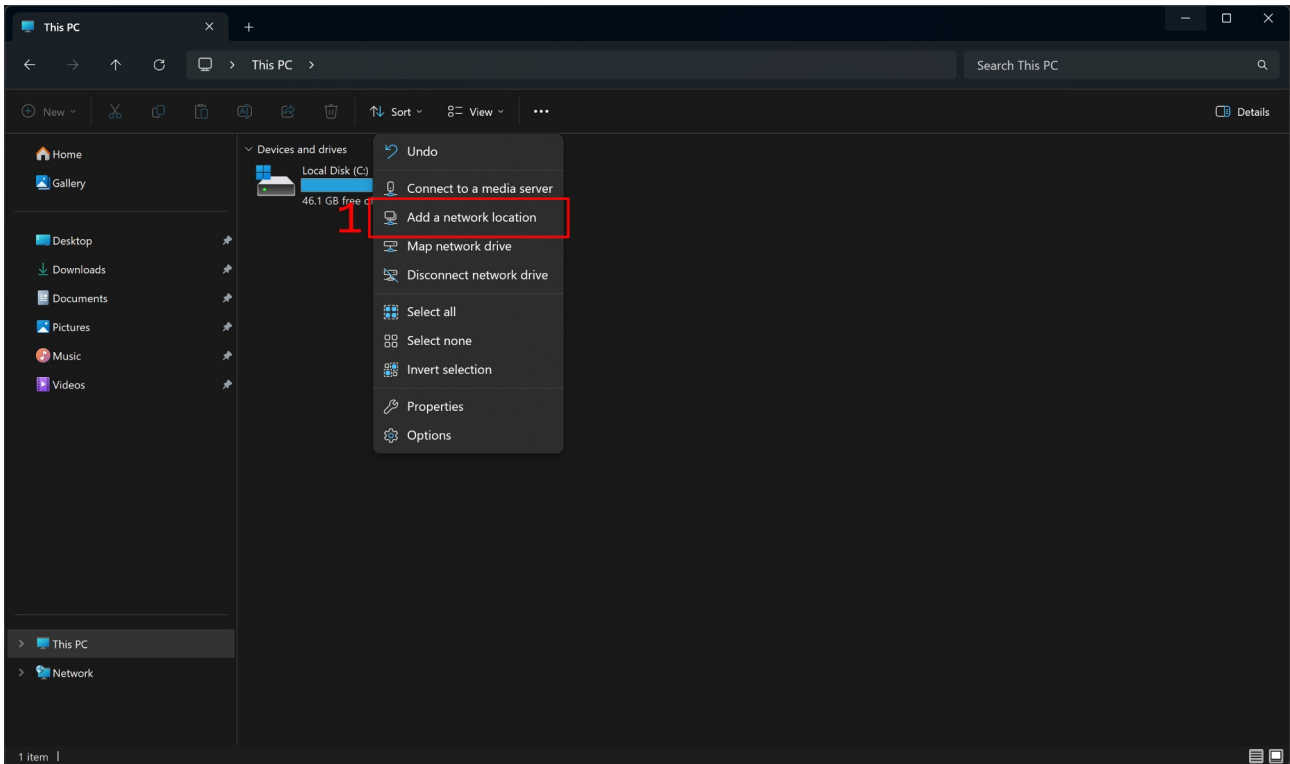 This PC
This PC
Search This PC
New
Sort
View
Details
Home
Gallery
Desktop
Downloads
Documents
Pictures
Music
Videos
This PC
Network
Devices and drives
Local Disk (C:)
46.1 GB free
1
Undo
Connect to a media server
Add a network location
Map network drive
Disconnect network drive
Select all
Select none
Invert selection
Properties
Options
1 item